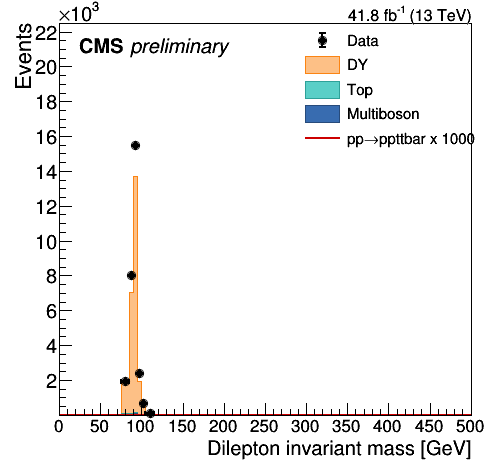 ×10³
41.8 fb⁻¹ (13 TeV)
CMS preliminary
Events
Data
DY
Top
Multiboson
pp→ppttbar x 1000
22
20
18
16
14
12
10
8
6
4
2
0 50 100 150 200 250 300 350 400 450 500
Dilepton invariant mass [GeV]